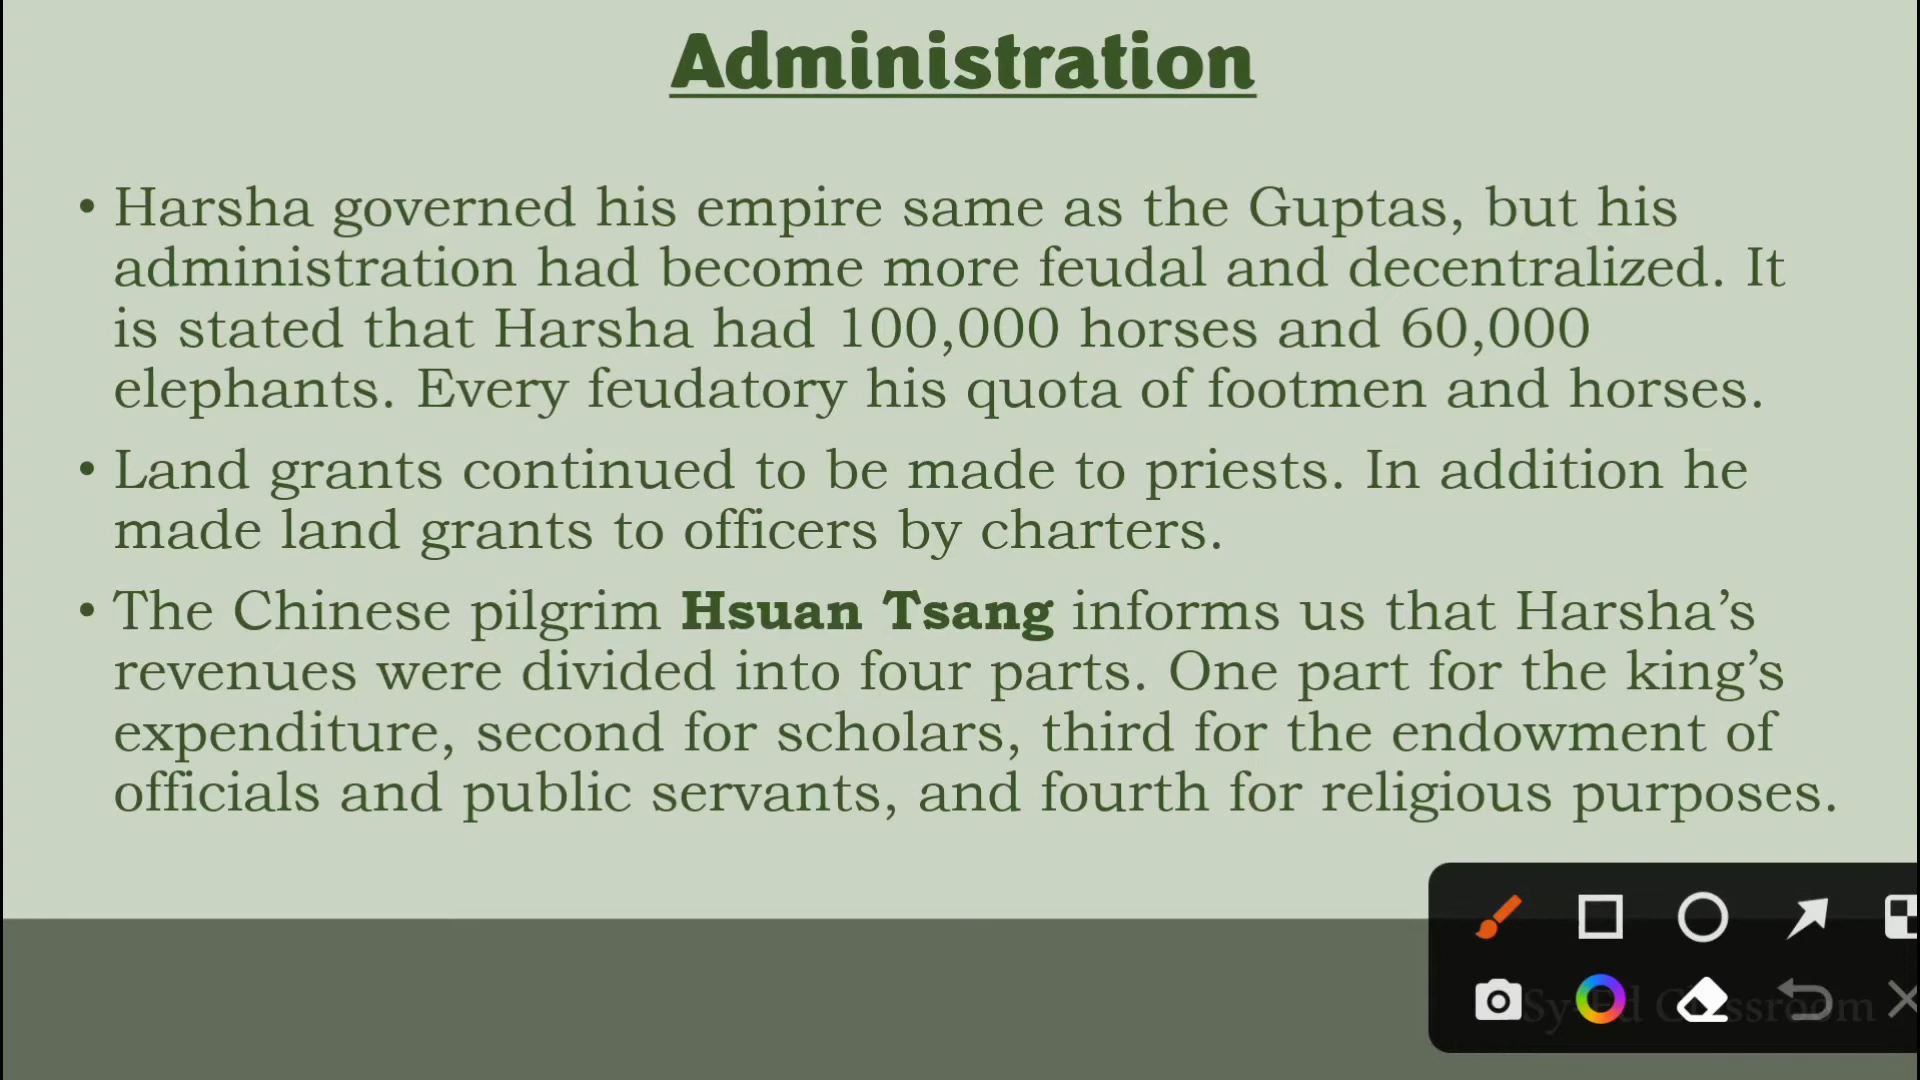 Administration
• Harsha governed his empire same as the Guptas, but his
administration had become more feudal and decentralized. It
is stated that Harsha had 100,000 horses and 60,000
elephants. Every feudatory his quota of footmen and horses.
• Land grants continued to be made to priests. In addition he
made land grants to officers by charters.
• The Chinese pilgrim Hsuan Tsang informs us that Harsha’s
revenues were divided into four parts. One part for the king’s
expenditure, second for scholars, third for the endowment of
officials and public servants, and fourth for religious purposes.